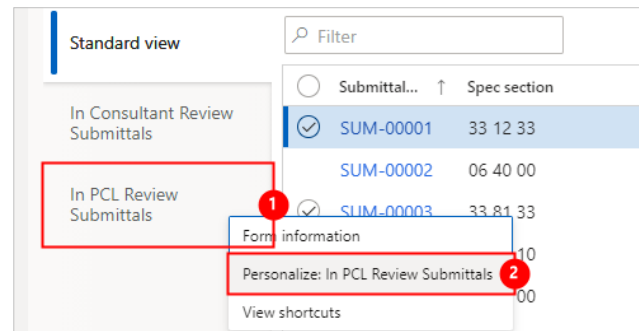 Standard view
Filter
Submittal... ↑ Spec section
In Consultant Review
Submittals
SUM-00001 33 12 33
SUM-00002 06 40 00
In PCL Review
Submittals
1
SUM-00003 33 81 33
Form information
10
Personalize: In PCL Review Submittals
2
00
View shortcuts